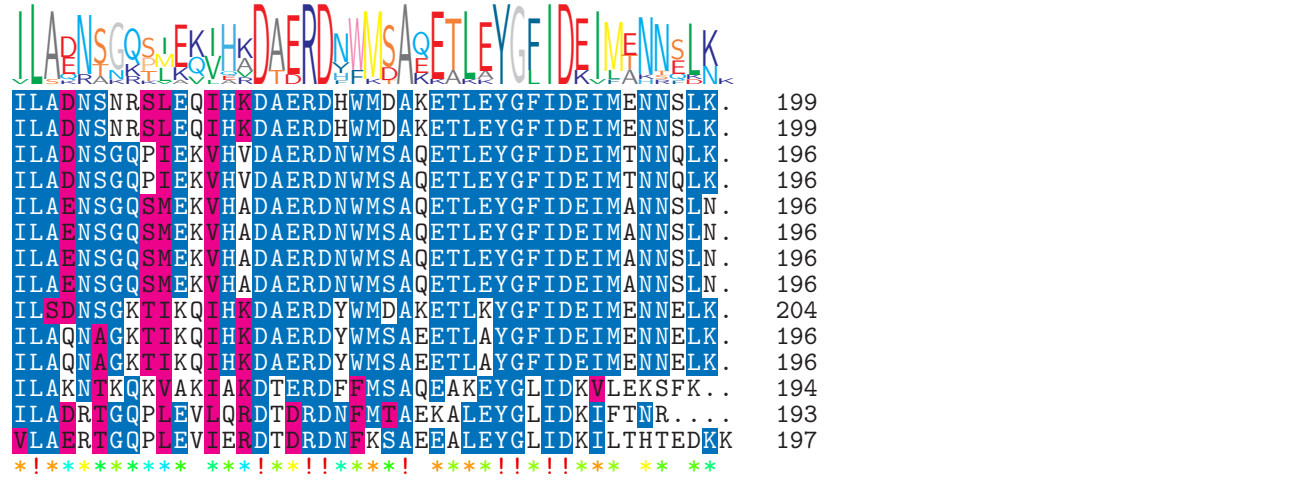 ILADNSGQSIEKIHKDAERDNWMSAQETLEYGFIDEIMENNSLK
ILADNSNRSLEQIHKDAERDHWMDAKETLEYGFIDEIMENNSLK. 199
ILADNSNRSLEQIHKDAERDHWMDAKETLEYGFIDEIMENNSLK. 199
ILADNSGQPIEKVHVDAERDNWMSAQETLEYGFIDEIMTNNQLK. 196
ILADNSGQPIEKVHVDAERDNWMSAQETLEYGFIDEIMTNNQLK. 196
ILAENSGQSMEKVHADAERDNWMSAQETLEYGFIDEIMANNSLN. 196
ILAENSGQSMEKVHADAERDNWMSAQETLEYGFIDEIMANNSLN. 196
ILAENSGQSMEKVHADAERDNWMSAQETLEYGFIDEIMANNSLN. 196
ILAENSGQSMEKVHADAERDNWMSAQETLEYGFIDEIMANNSLN. 196
ILSDNSGKTIKQIHKDAERDYWMDAKETLKYGFIDEIMENNELK. 204
ILAQNAGKTIKQIHKDAERDYWMSAEETLAYGFIDEIMENNELK. 196
ILAQNAGKTIKQIHKDAERDYWMSAEETLAYGFIDEIMENNELK. 196
ILAKNTKQKVAKIAKDTERDFFMSAQEAKEYGLIDKVLEKSFK.. 194
ILADRTGQPLEVLQRDTDRDNFMTAEKALEYGLIDKIFTNR.... 193
VLAERTGQPLEVIERDTDRDNFKSAEEALEYGLIDKILTHTEDKK 197
*!********* ***!**!!****! ****!!*!!*** ** **